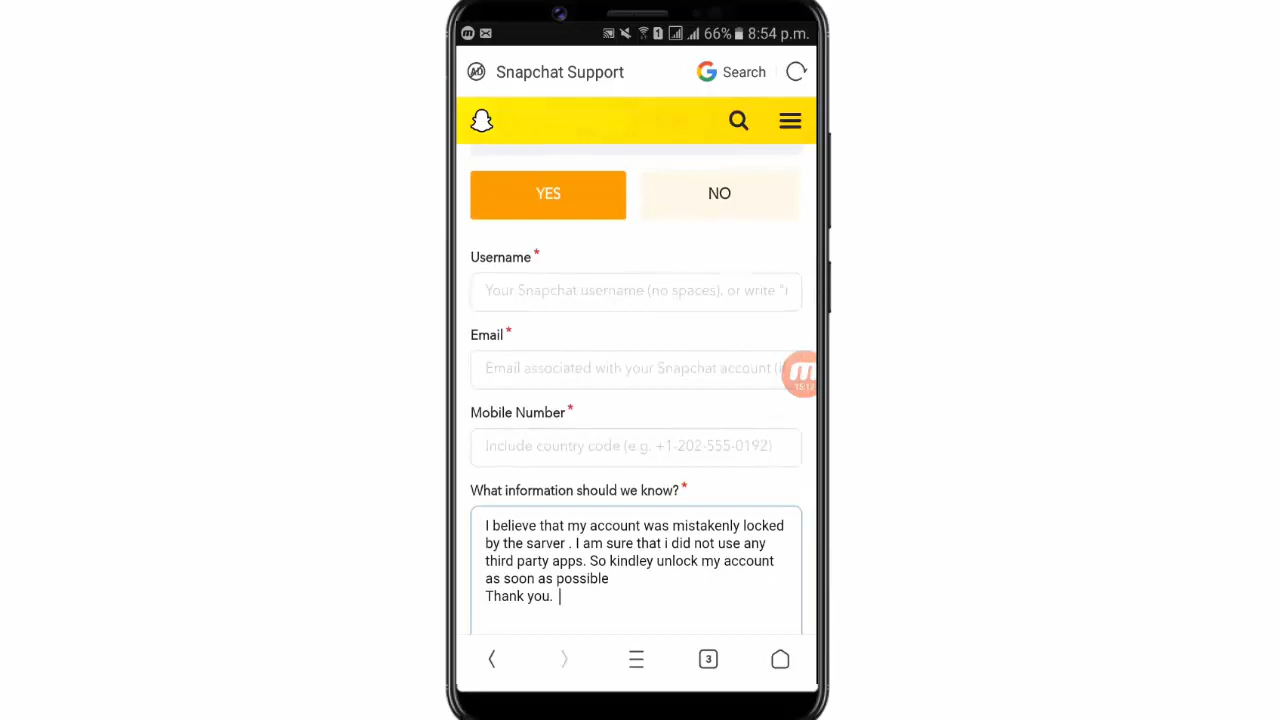 66% 8:54 p.m.
Snapchat Support
Search
YES
NO
Username *
Your Snapchat username (no spaces), or write "
Email *
Email associated with your Snapchat account (
Mobile Number *
Include country code (e.g. +1-202-555-0192)
What information should we know? *
I believe that my account was mistakenly locked
by the sarver . I am sure that i did not use any
third party apps. So kindley unlock my account
as soon as possible
Thank you.
3